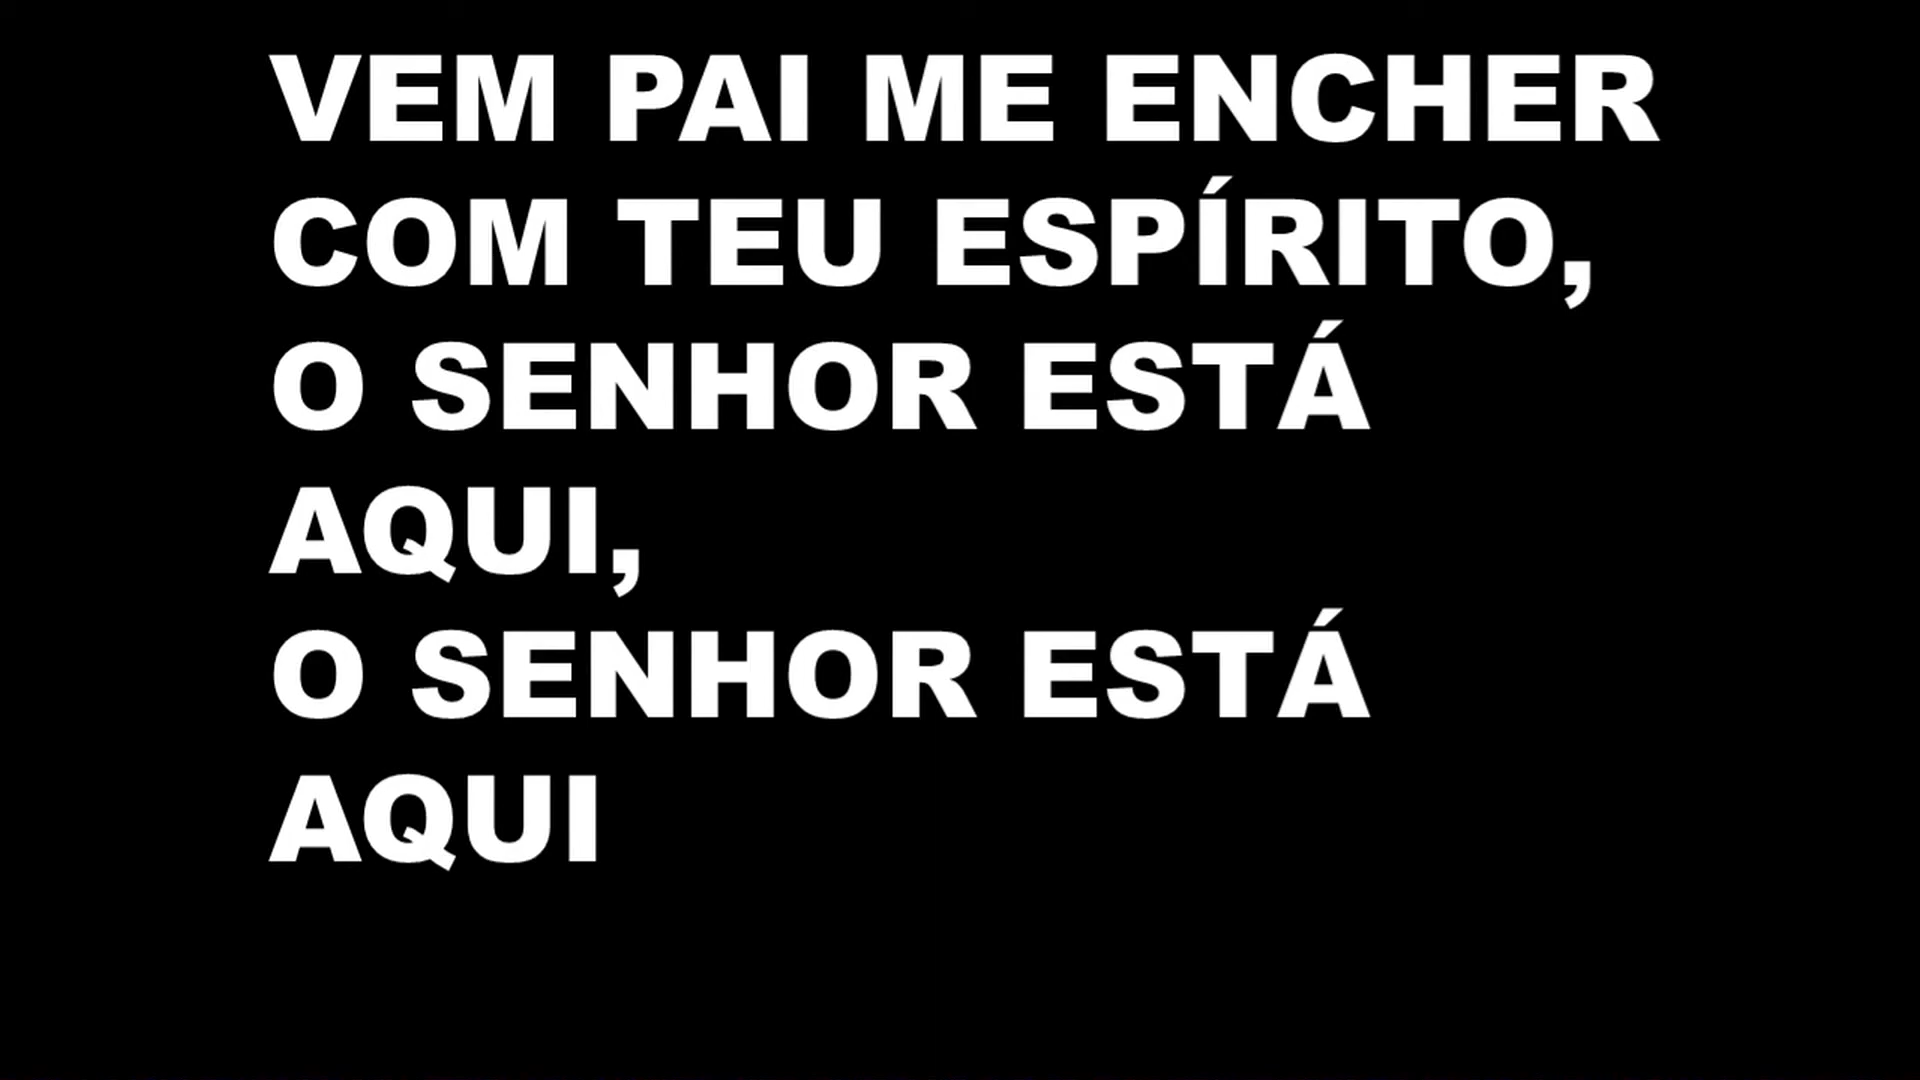 VEM PAI ME ENCHER
COM TEU ESPÍRITO,
O SENHOR ESTÁ
AQUI,
O SENHOR ESTÁ
AQUI